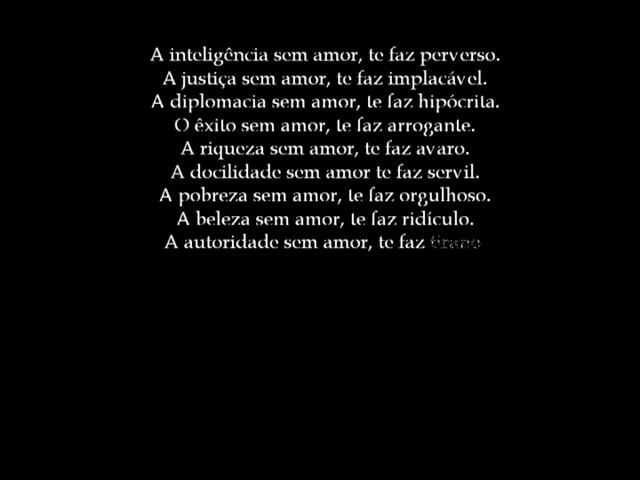 A inteligência sem amor, te faz perverso.
A justiça sem amor, te faz implacável.
A diplomacia sem amor, te faz hipócrita.
O êxito sem amor, te faz arrogante.
A riqueza sem amor, te faz avaro.
A docilidade sem amor te faz servil.
A pobreza sem amor, te faz orgulhoso.
A beleza sem amor, te faz ridículo.
A autoridade sem amor, te faz tirano